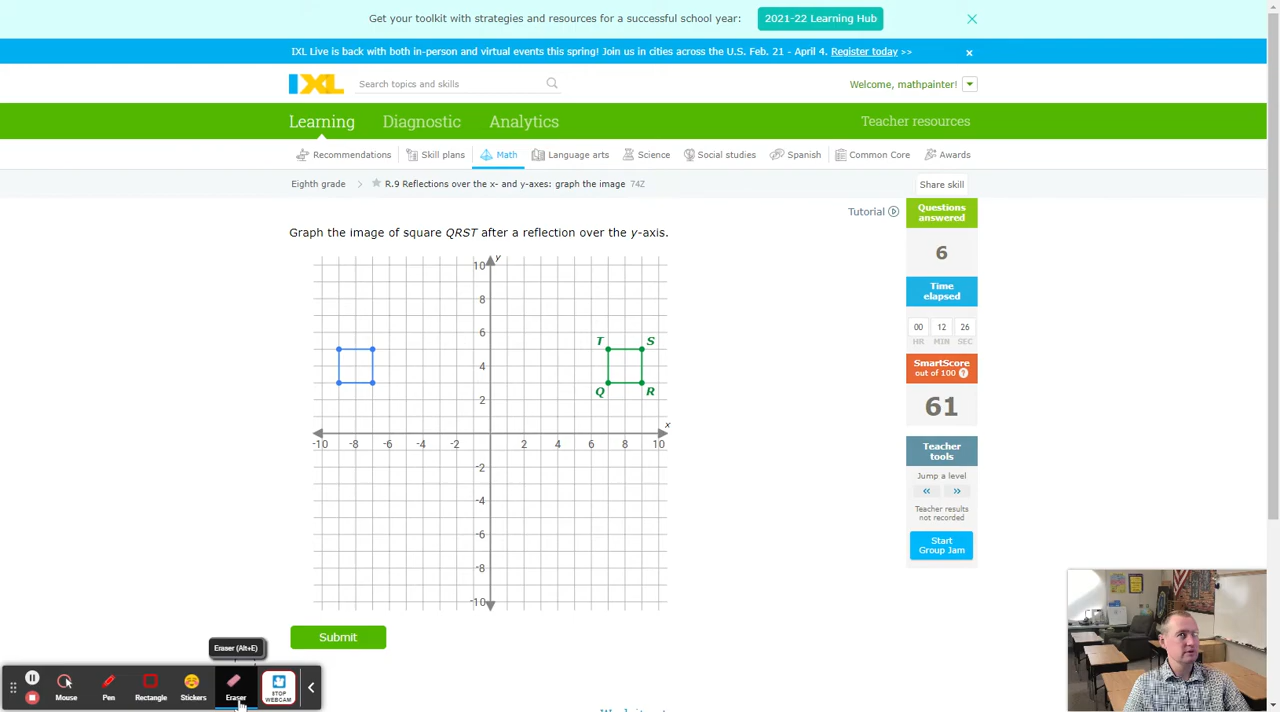 Get your toolkit with strategies and resources for a successful school year: 2021-22 Learning Hub
IXL Live is back with both in-person and virtual events this spring! Join us in cities across the U.S. Feb. 21 - April 4. Register today >>
IXL Search topics and skills Welcome, mathpainter!
Learning Diagnostic Analytics Teacher resources
Recommendations Skill plans Math Language arts Science Social studies Spanish Common Core Awards
Eighth grade > R.9 Reflections over the x- and y-axes: graph the image 74Z Share skill
Tutorial
Questions answered
6
Time elapsed
00 12 26
HR MIN SEC
SmartScore out of 100 ?
61
Teacher tools
Jump a level
<< >>
Teacher results not recorded
Start Group Jam
Graph the image of square QRST after a reflection over the y-axis.
y
10
8
6
T S
4
Q R
2
x
-10 -8 -6 -4 -2 2 4 6 8 10
-2
-4
-6
-8
-10
Submit
Eraser (Alt+E)
Mouse Pen Rectangle Stickers Eraser STOP WEBCAM